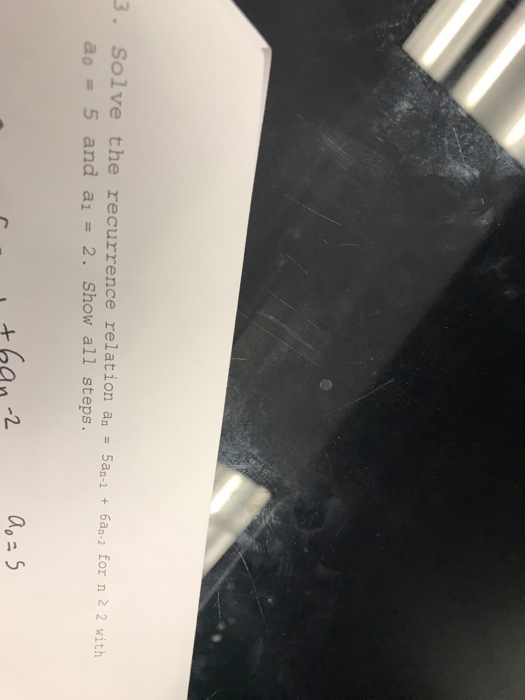 3. Solve the recurrence relation aₙ = 5aₙ₋₁ + 6aₙ₋₂ for n ≥ 2 with
a₀ = 5 and a₁ = 2. Show all steps.
+6an-2 a₀=5